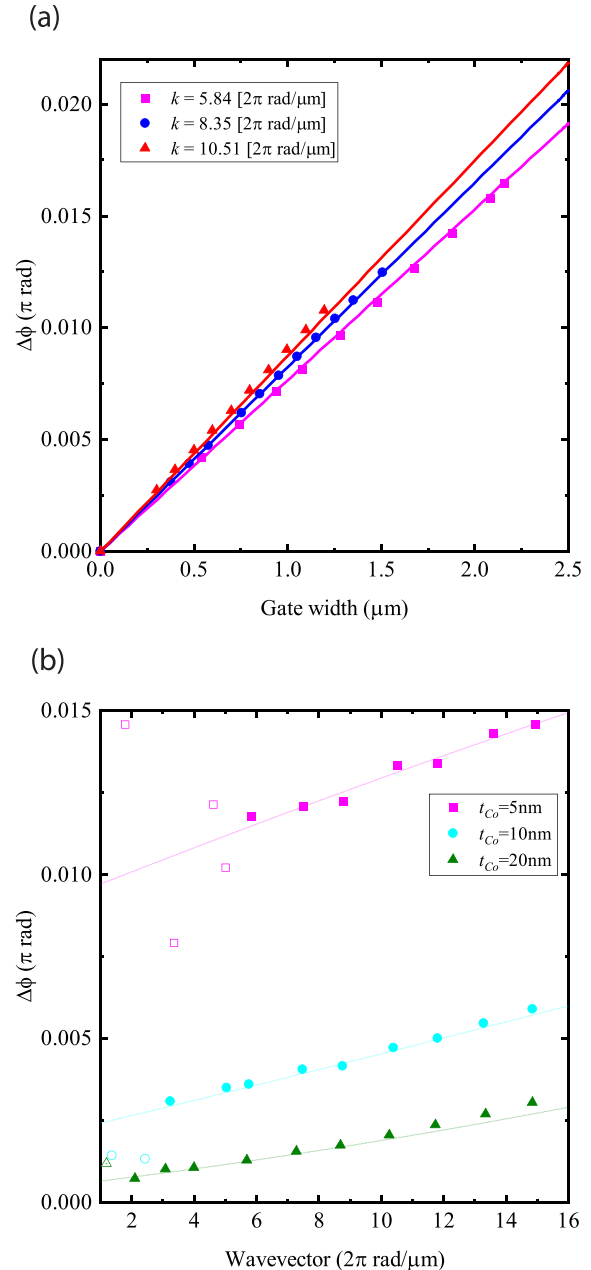 (a)
k = 5.84 [2π rad/μm]
k = 8.35 [2π rad/μm]
k = 10.51 [2π rad/μm]
0.020
0.015
0.010
0.005
0.000
Δϕ (π rad)
0.0 0.5 1.0 1.5 2.0 2.5
Gate width (μm)
(b)
0.015
0.010
0.005
0.000
Δϕ (π rad)
t_Co=5nm
t_Co=10nm
t_Co=20nm
2 4 6 8 10 12 14 16
Wavevector (2π rad/μm)